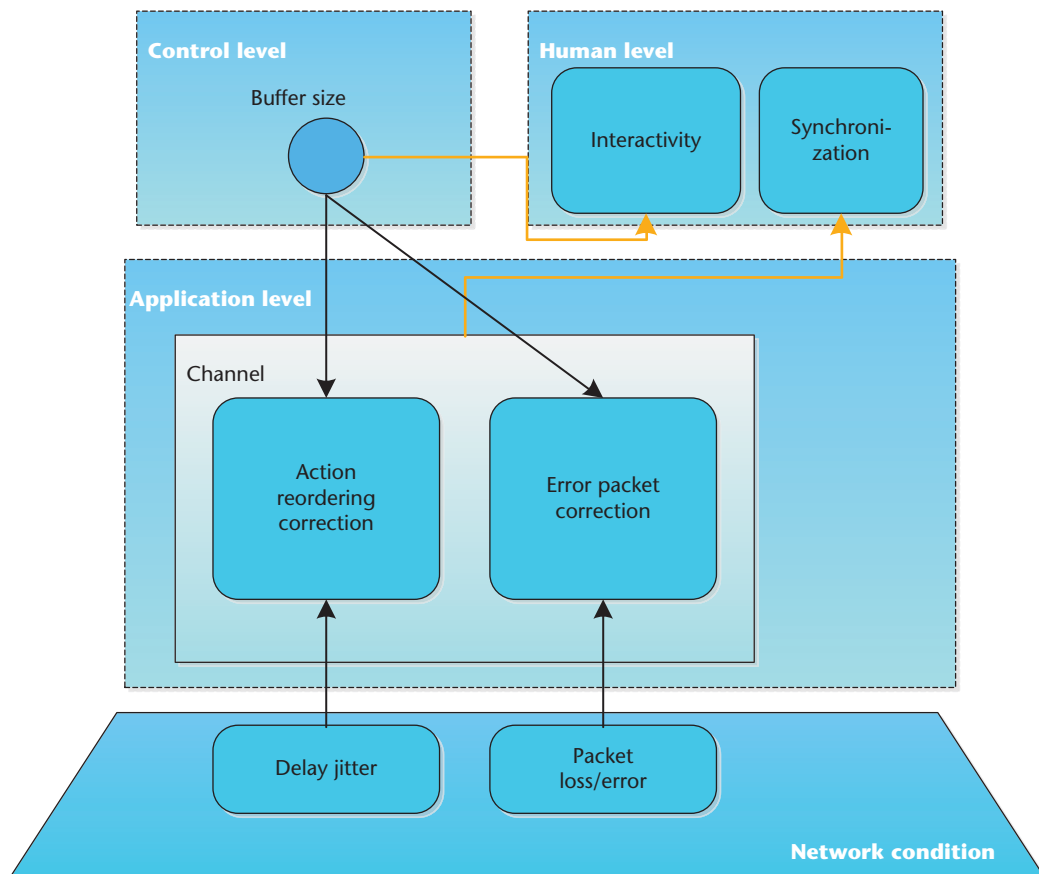 Control level
Buffer size
Human level
Interactivity
Synchroni-
zation
Application level
Channel
Action
reordering
correction
Error packet
correction
Delay jitter
Packet
loss/error
Network condition